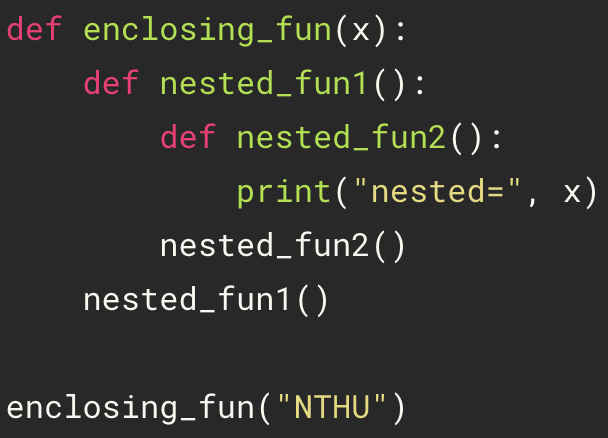 def enclosing_fun(x):
    def nested_fun1():
        def nested_fun2():
            print("nested=", x)
        nested_fun2()
    nested_fun1()

enclosing_fun("NTHU")